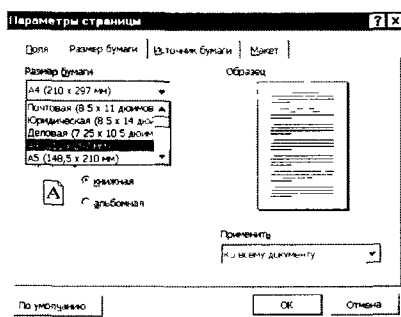 Параметры страницы
Поля
Размер бумаги
Источник бумаги
Макет
Размер бумаги
Образец
A4 (210 x 297 мм)
Почтовая (8.5 x 11 дюймов
Юридическая (8.5 x 14 дюй
Деловая (7.25 x 10.5 дюйм
A5 (148,5 x 210 мм)
книжная
альбомная
Применить
Ко всему документу
По умолчанию
OK
Отмена